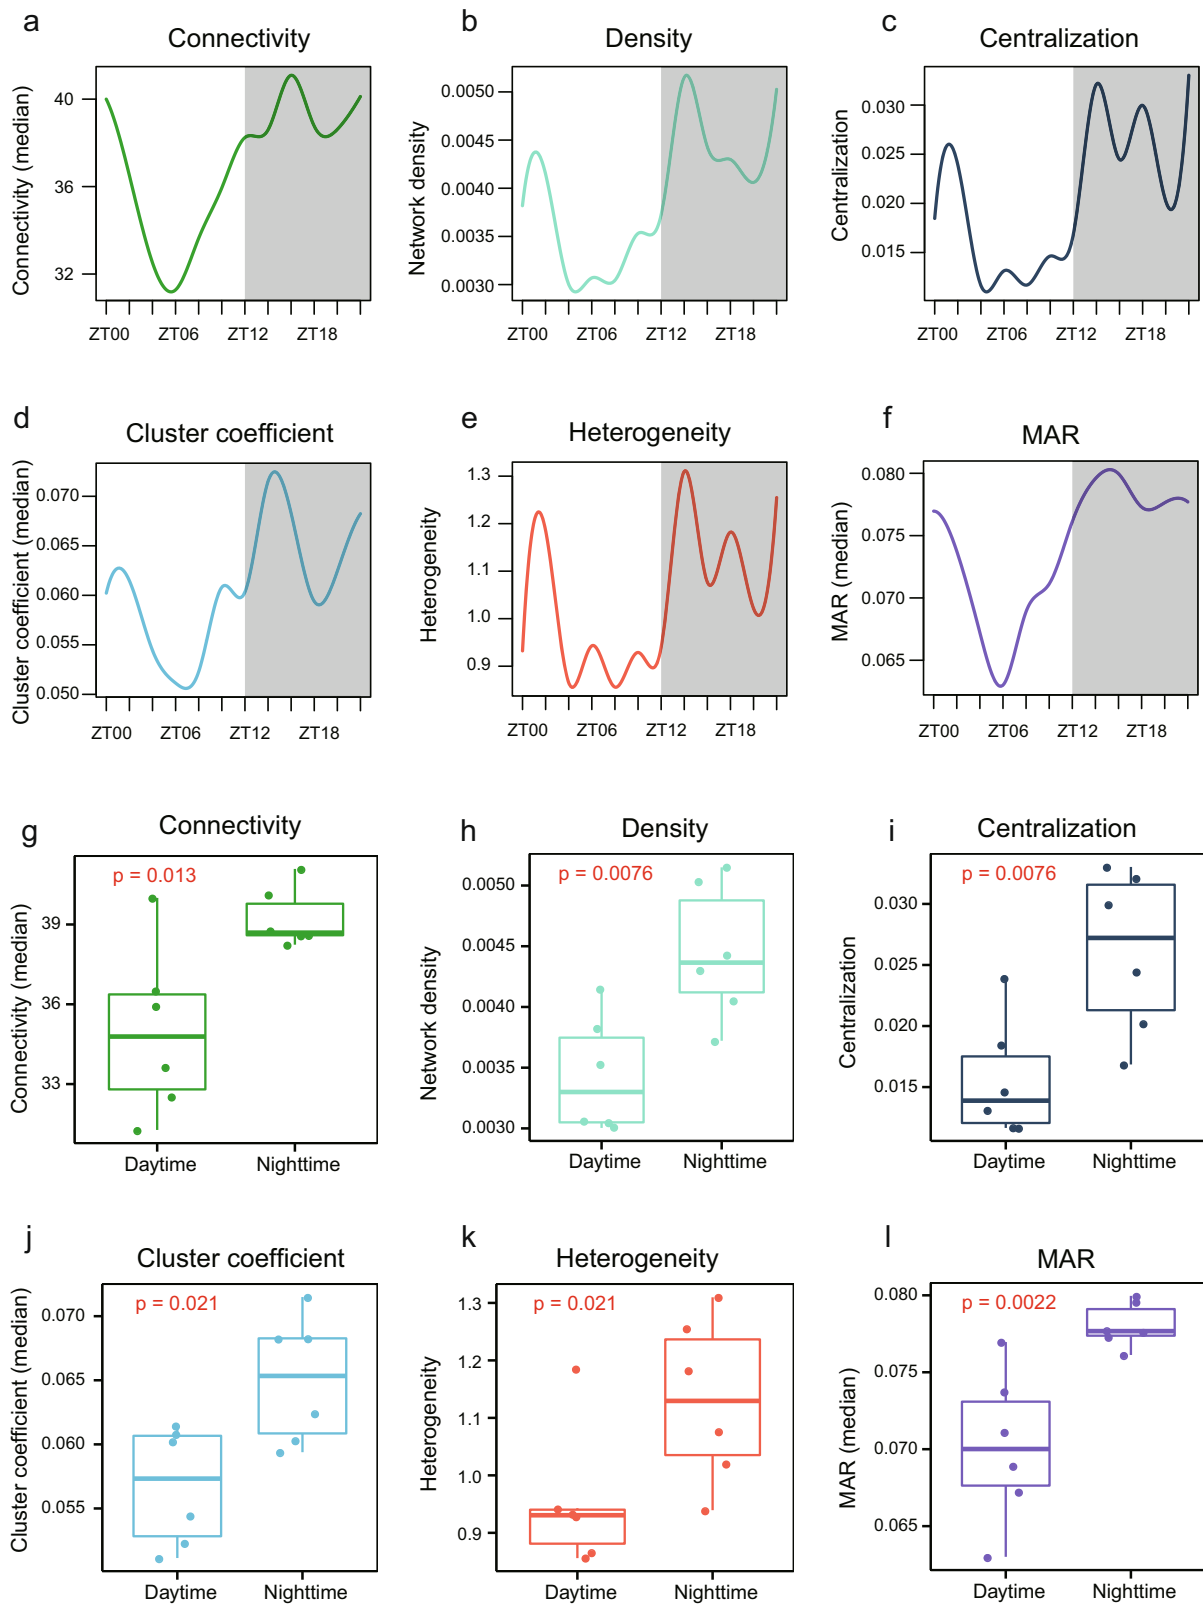 a
Connectivity
Connectivity (median)
40
36
32
ZT00
ZT06
ZT12
ZT18
b
Density
Network density
0.0050
0.0045
0.0040
0.0035
0.0030
ZT00
ZT06
ZT12
ZT18
c
Centralization
Centralization
0.030
0.025
0.020
0.015
ZT00
ZT06
ZT12
ZT18
d
Cluster coefficient
Cluster coefficient (median)
0.070
0.065
0.060
0.055
0.050
ZT00
ZT06
ZT12
ZT18
e
Heterogeneity
Heterogeneity
1.3
1.2
1.1
1.0
0.9
ZT00
ZT06
ZT12
ZT18
f
MAR
MAR (median)
0.080
0.075
0.070
0.065
ZT00
ZT06
ZT12
ZT18
g
Connectivity
p = 0.013
Connectivity (median)
39
36
33
Daytime
Nighttime
h
Density
p = 0.0076
Network density
0.0050
0.0045
0.0040
0.0035
0.0030
Daytime
Nighttime
i
Centralization
p = 0.0076
Centralization
0.030
0.025
0.020
0.015
Daytime
Nighttime
j
Cluster coefficient
p = 0.021
Cluster coefficient (median)
0.070
0.065
0.060
0.055
Daytime
Nighttime
k
Heterogeneity
p = 0.021
Heterogeneity
1.3
1.2
1.1
1.0
0.9
Daytime
Nighttime
l
MAR
p = 0.0022
MAR (median)
0.080
0.075
0.070
0.065
Daytime
Nighttime